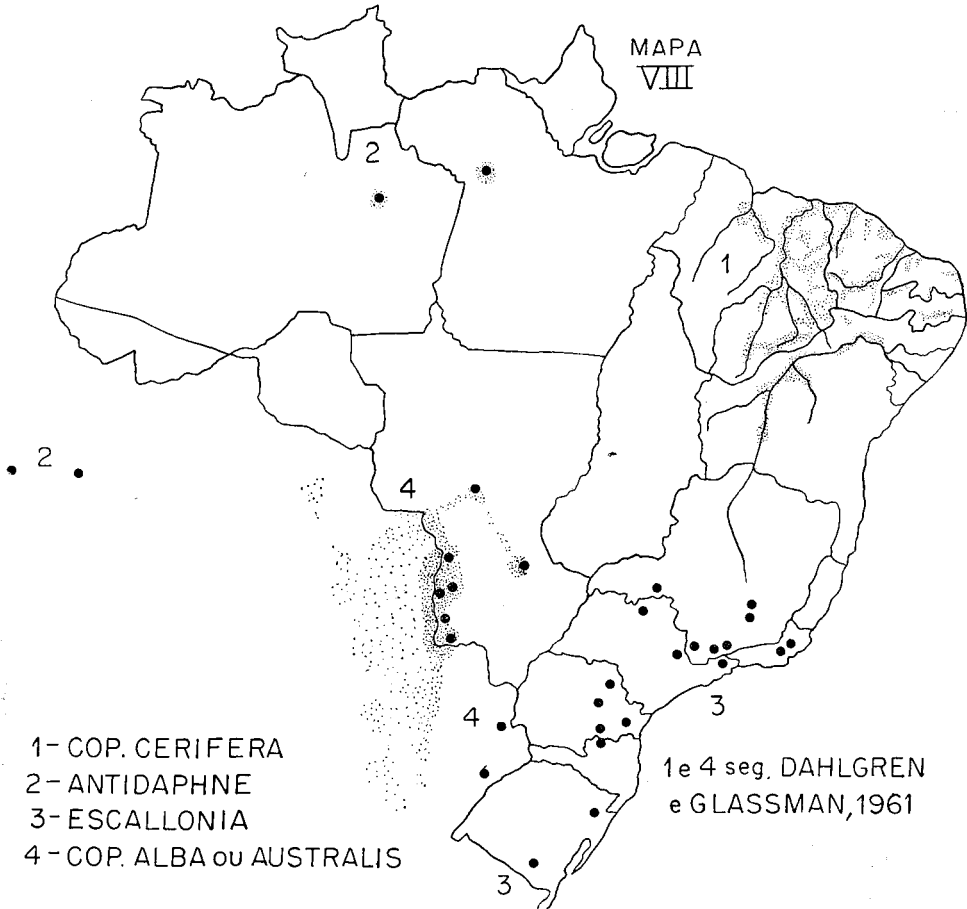 MAPA
VIII
2
1
2
4
3
4
1- COP. CERIFERA
2- ANTIDAPHNE
3- ESCALLONIA
4- COP. ALBA ou AUSTRALIS
1 e 4 seg. DAHLGREN
e GLASSMAN, 1961
3